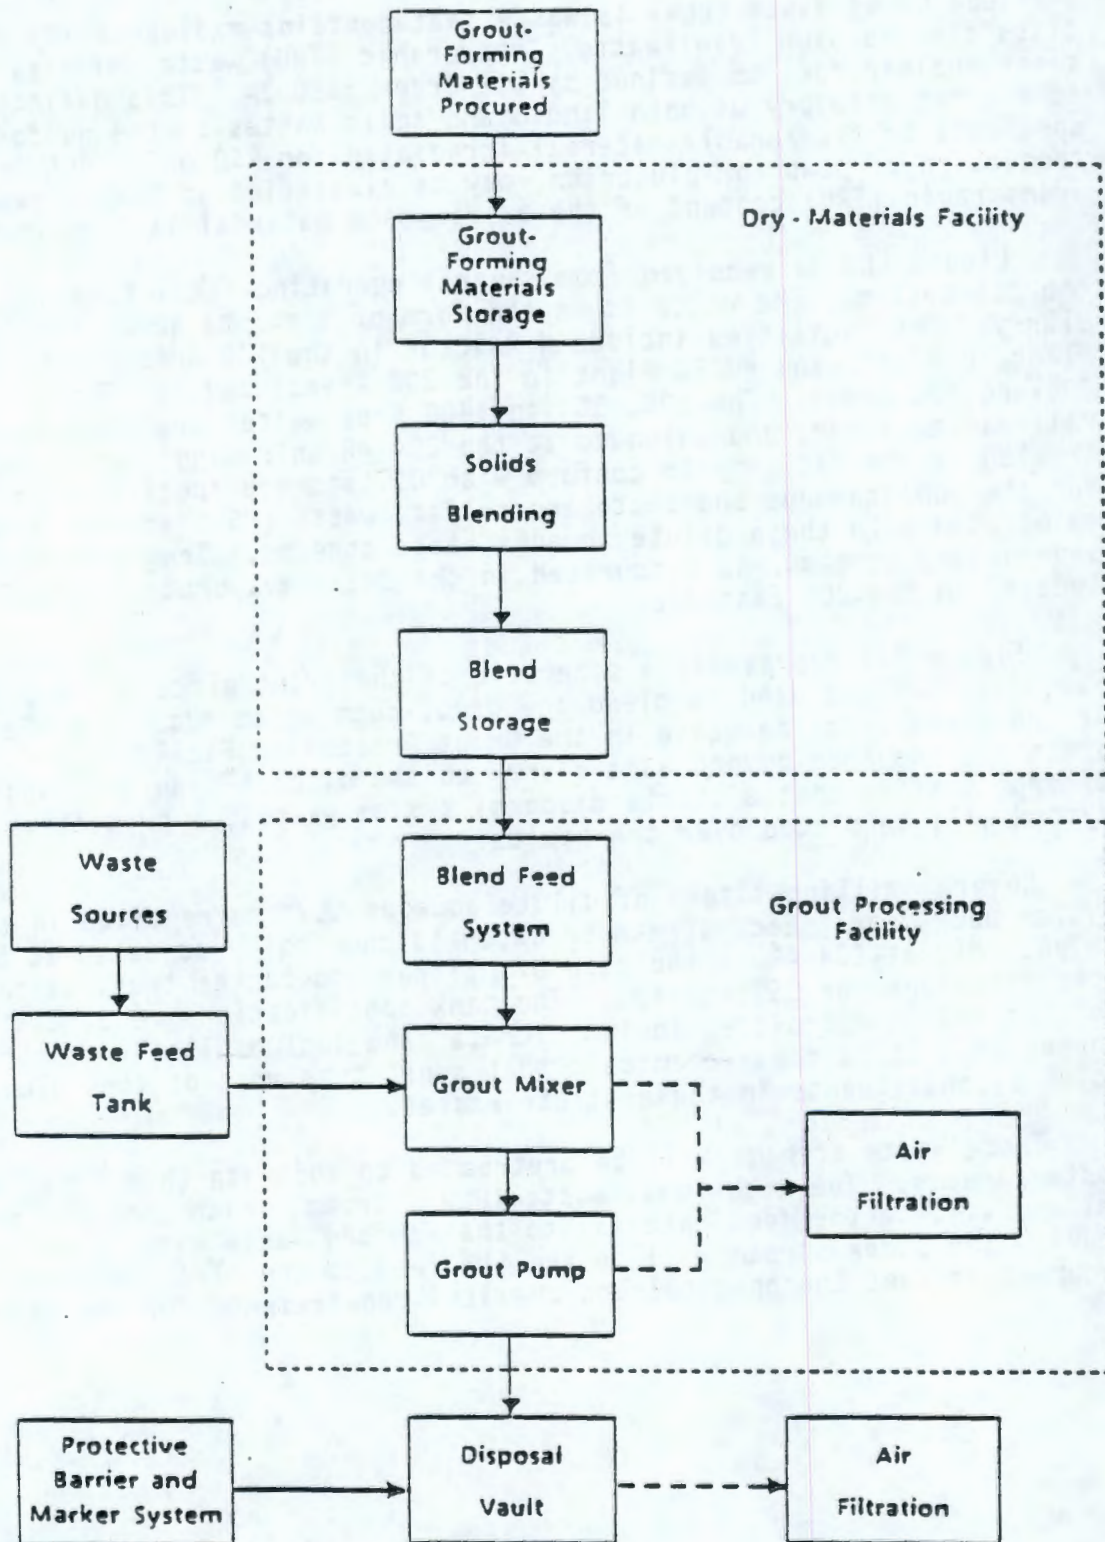 Grout-
Forming
Materials
Procured
Dry - Materials Facility
Grout-
Forming
Materials
Storage
Solids
Blending
Blend
Storage
Waste
Sources
Blend Feed
System
Grout Processing
Facility
Waste Feed
Tank
Grout Mixer
Air
Filtration
Grout Pump
Protective
Barrier and
Marker System
Disposal
Vault
Air
Filtration